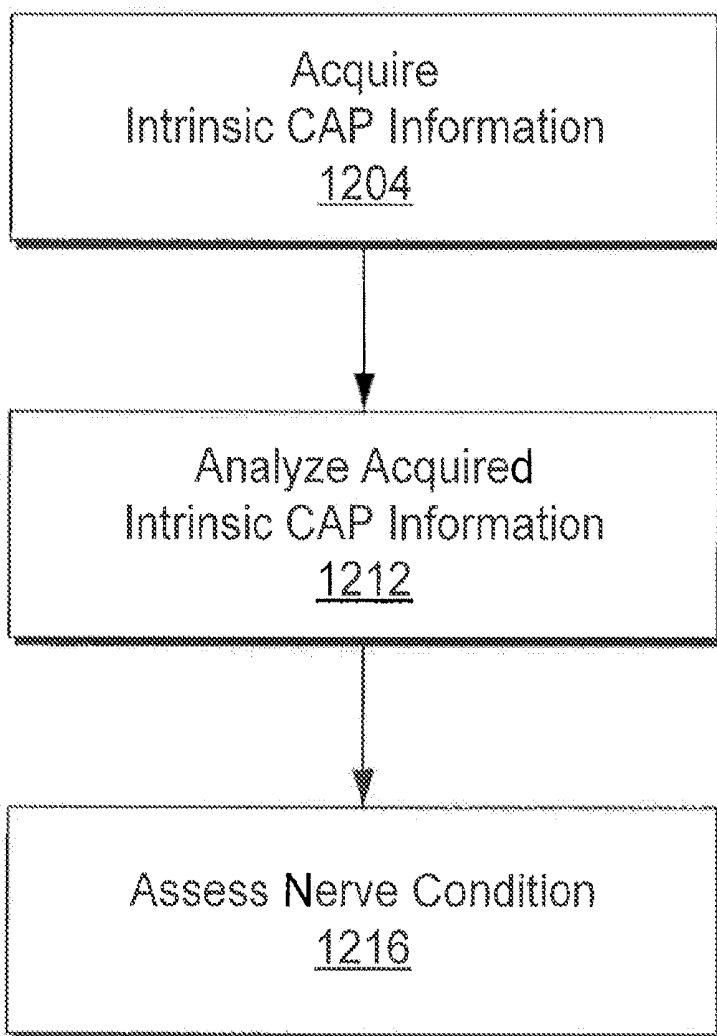 Acquire
Intrinsic CAP Information
1204
Analyze Acquired
Intrinsic CAP Information
1212
Assess Nerve Condition
1216